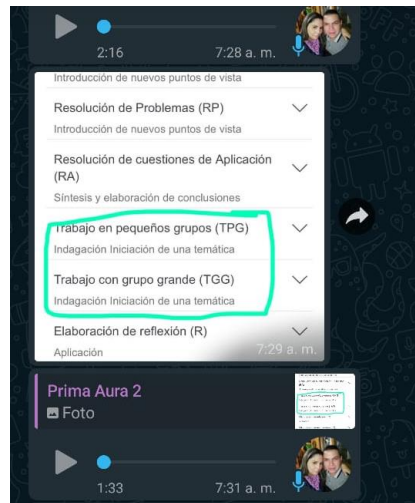 2:16 7:28 a. m.
Introducción de nuevos puntos de vista
Resolución de Problemas (RP)
Introducción de nuevos puntos de vista
Resolución de cuestiones de Aplicación
(RA)
Síntesis y elaboración de conclusiones
Trabajo en pequeños grupos (TPG)
Indagación Iniciación de una temática
Trabajo con grupo grande (TGG)
Indagación Iniciación de una temática
Elaboración de reflexión (R)
Aplicación 7:29 a. m.
Prima Aura 2
Foto
1:33 7:31 a. m.